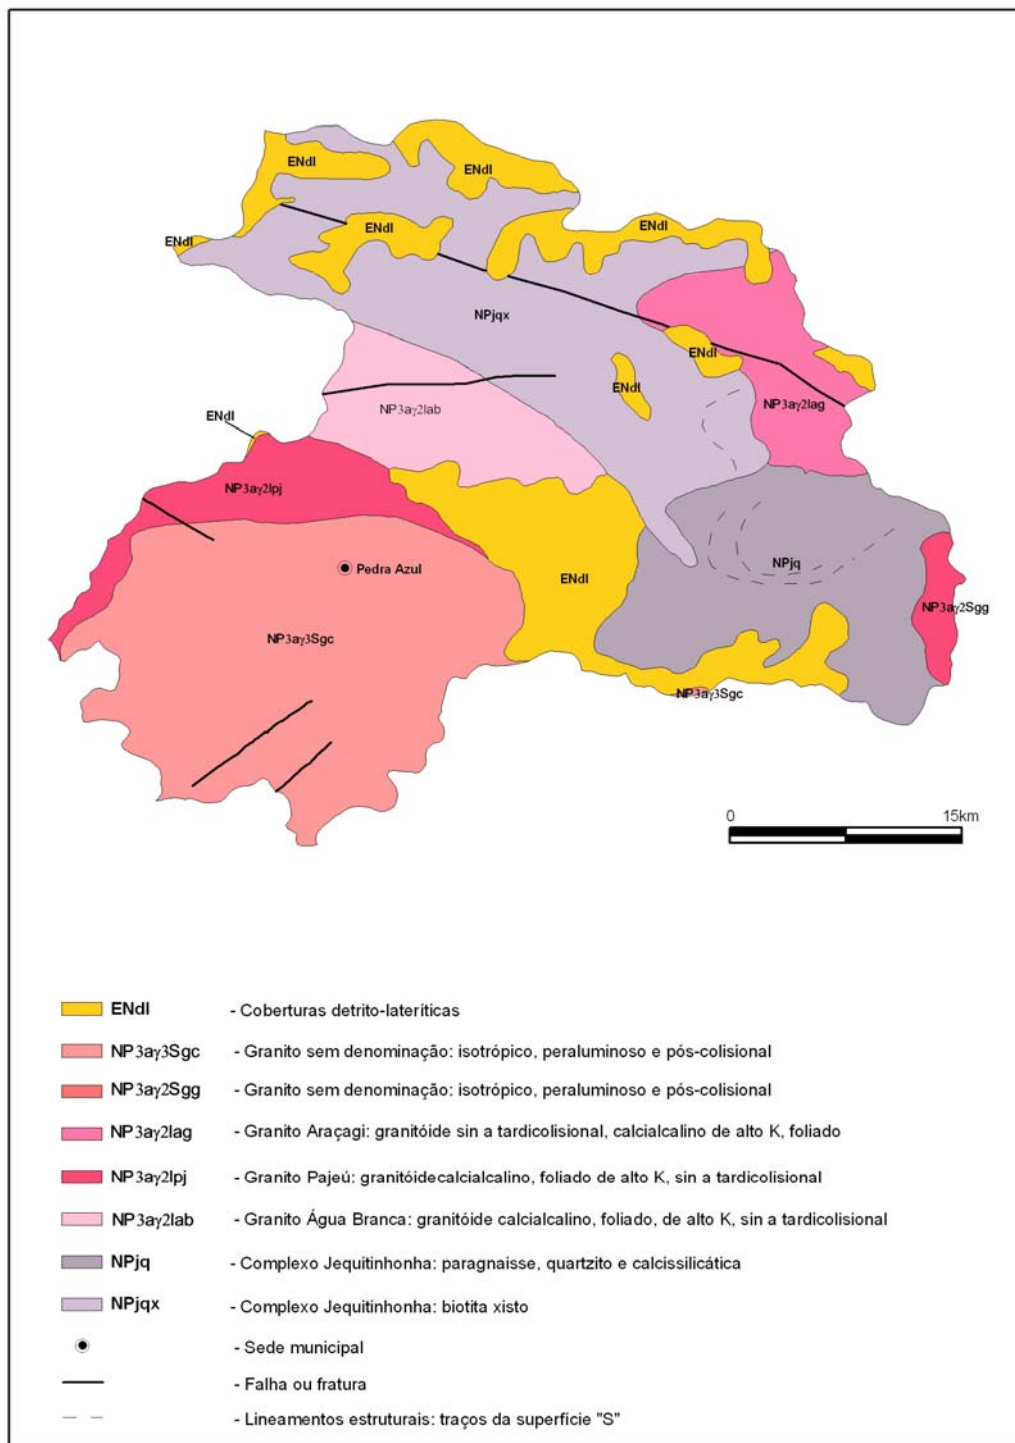 ENdl
ENdl
ENdl
ENdl
ENdl
NPjqx
ENdl
ENdl
NP3aγ2lab
NP3aγ2lag
ENdl
NP3aγ2lpj
Pedra Azul
NPjq
ENdl
NP3aγ2Sgg
NP3aγ3Sgc
NP3aγ3Sgc
0 15km
ENdl - Coberturas detrito-lateríticas
NP3aγ3Sgc - Granito sem denominação: isotrópico, peraluminoso e pós-colisional
NP3aγ2Sgg - Granito sem denominação: isotrópico, peraluminoso e pós-colisional
NP3aγ2lag - Granito Araçagi: granitóide sin a tardicolisional, calcialcalino de alto K, foliado
NP3aγ2lpj - Granito Pajeú: granitóidecalcialcalino, foliado de alto K, sin a tardicolisional
NP3aγ2lab - Granito Água Branca: granitóide calcialcalino, foliado, de alto K, sin a tardicolisional
NPjq - Complexo Jequitinhonha: paragnaisse, quartzito e calcissilicática
NPjqx - Complexo Jequitinhonha: biotita xisto
- Sede municipal
- Falha ou fratura
- Lineamentos estruturais: traços da superfície "S"